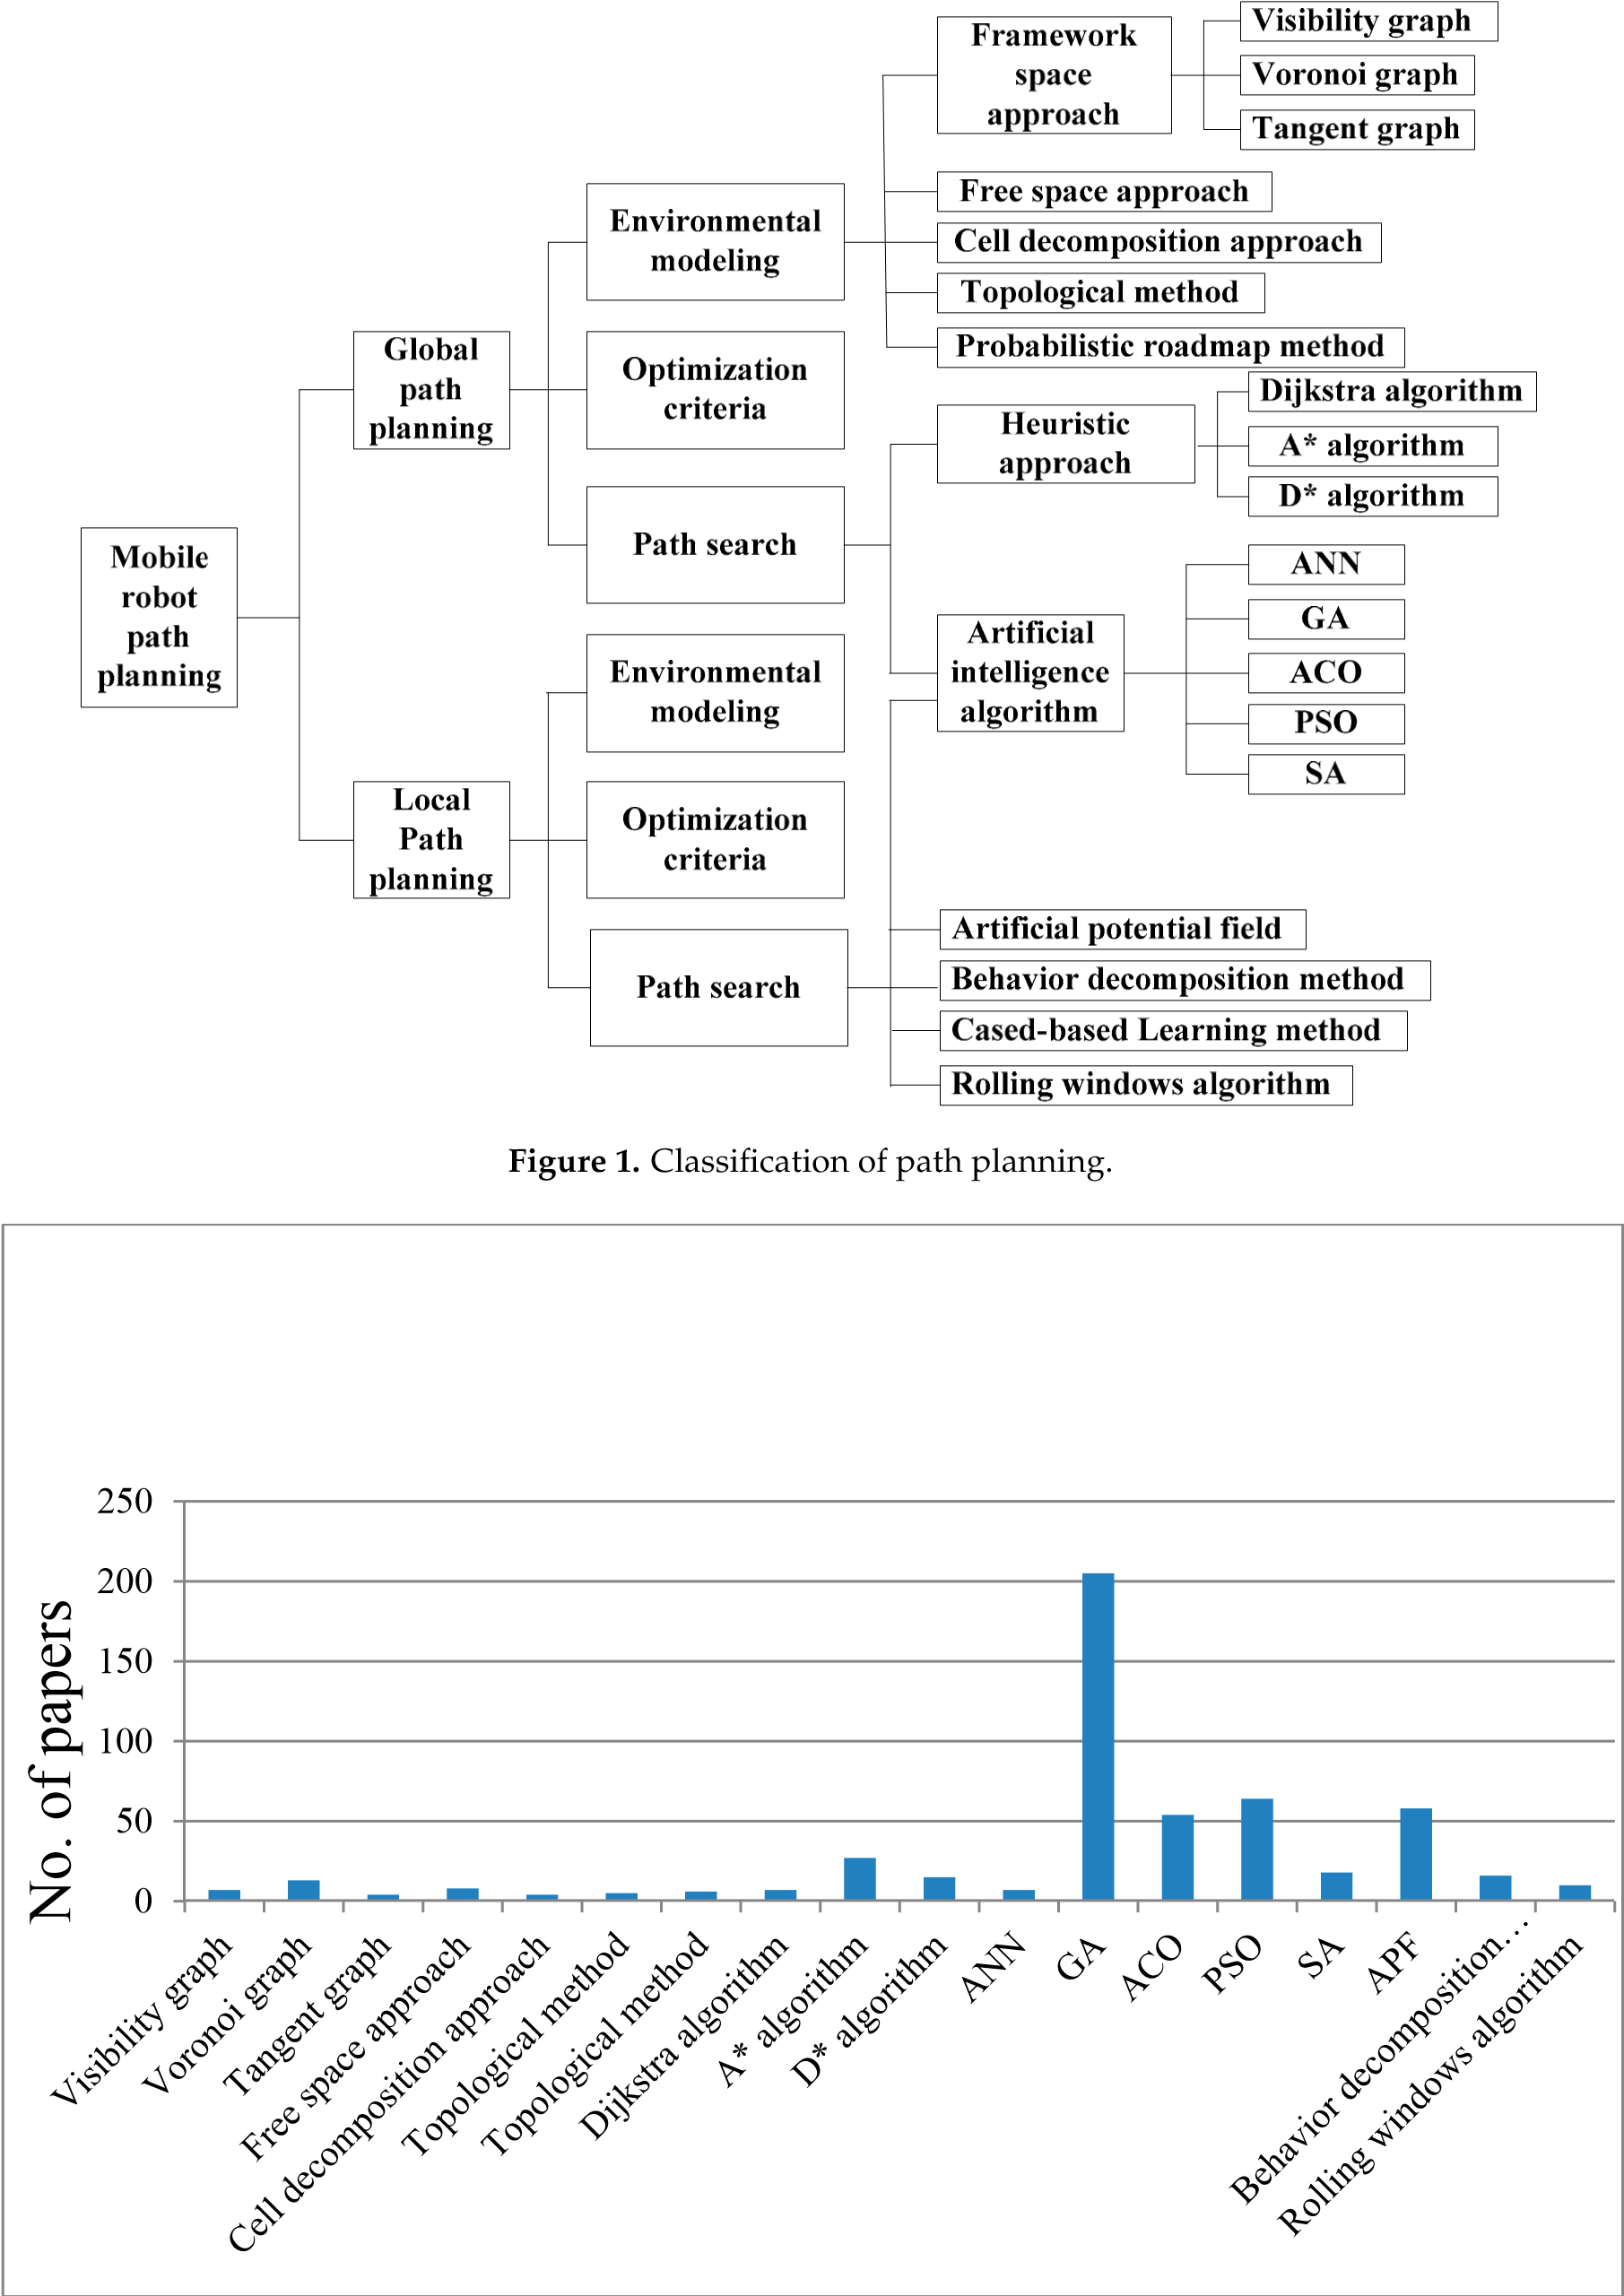 Mobile
robot
path
planning
Global
path
planning
Local
Path
planning
Environmental
modeling
Optimization
criteria
Path search
Environmental
modeling
Optimization
criteria
Path search
Framework
space
approach
Free space approach
Cell decomposition approach
Topological method
Probabilistic roadmap method
Heuristic
approach
Artificial
intelligence
algorithm
Artificial potential field
Behavior decomposition method
Cased-based Learning method
Rolling windows algorithm
Visibility graph
Voronoi graph
Tangent graph
Dijkstra algorithm
A* algorithm
D* algorithm
ANN
GA
ACO
PSO
SA
Figure 1. Classification of path planning.
No. of papers
250
200
150
100
50
0
Visibility graph
Voronoi graph
Tangent graph
Free space approach
Cell decomposition approach
Topological method
Topological method
Dijkstra algorithm
A* algorithm
D* algorithm
ANN
GA
ACO
PSO
SA
APF
Behavior decomposition…
Rolling windows algorithm